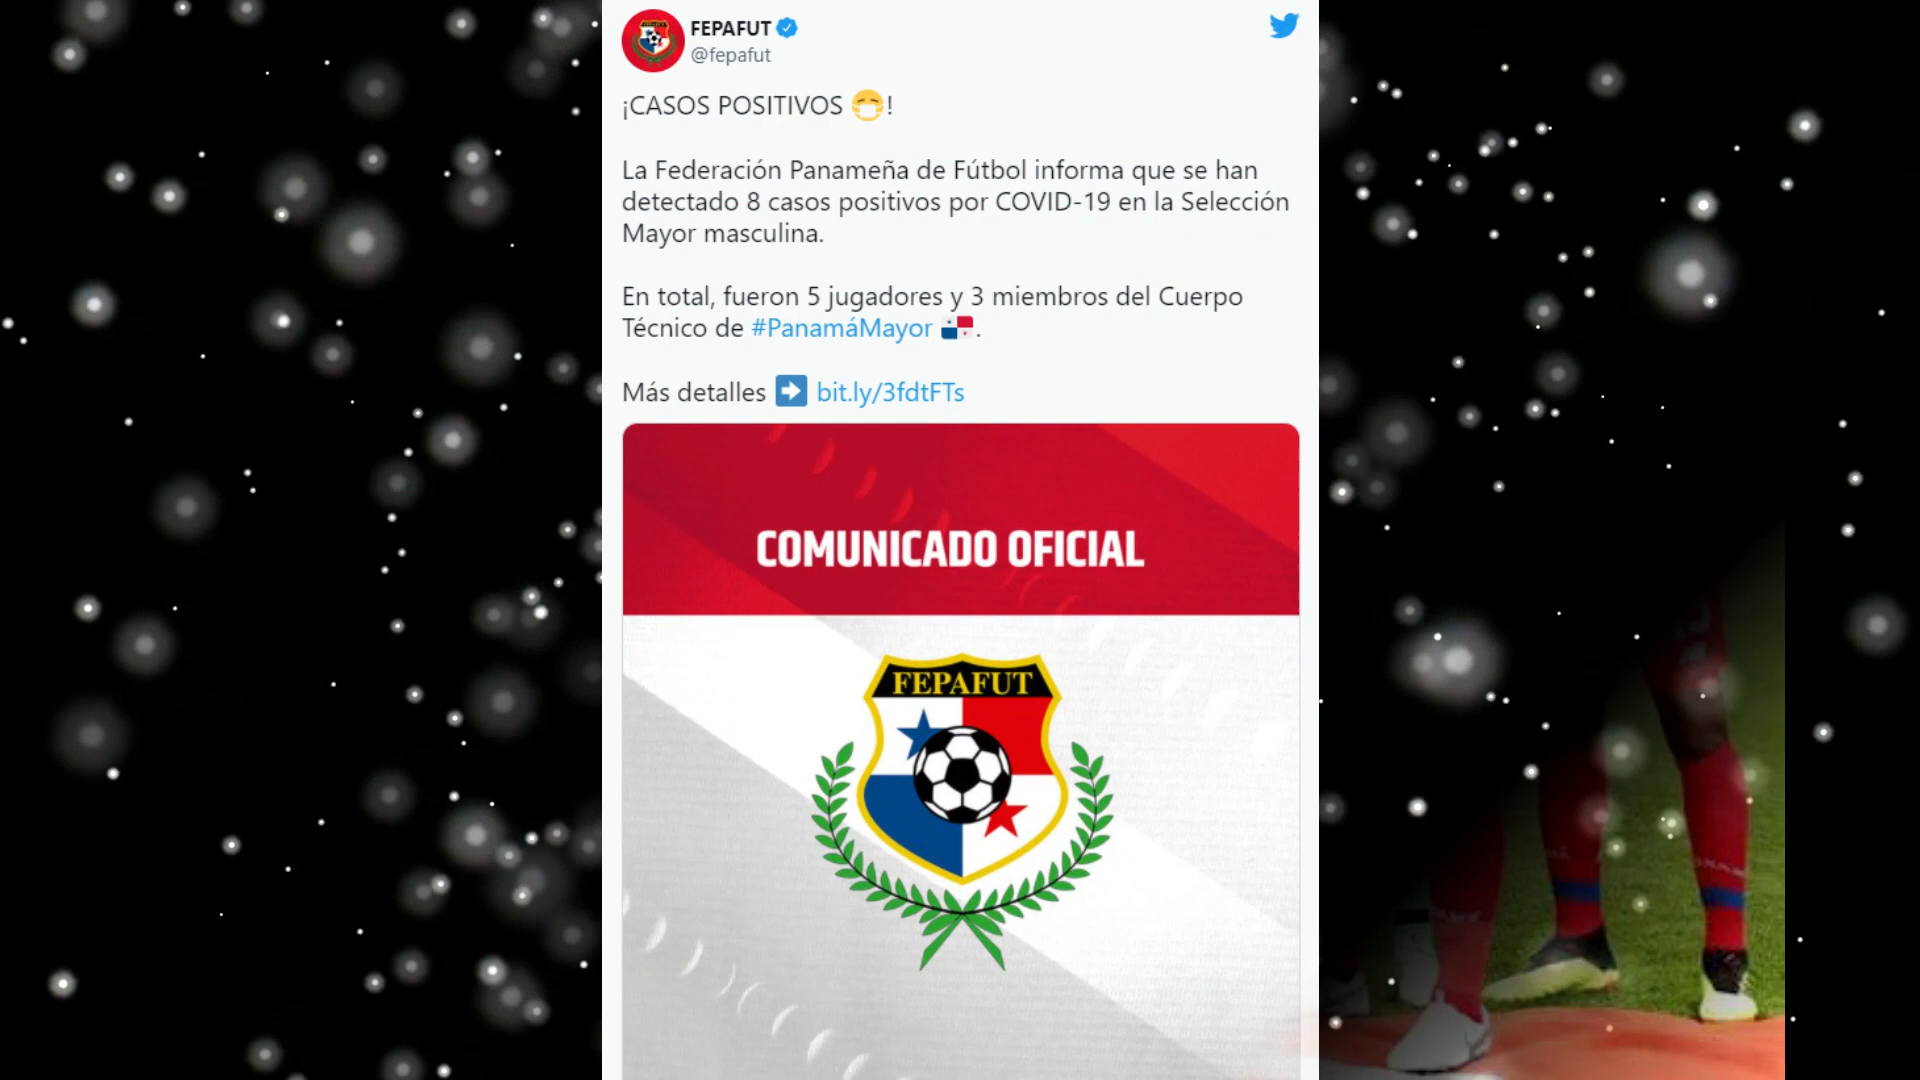 FEPAFUT
@fepafut
¡CASOS POSITIVOS 😷!
La Federación Panameña de Fútbol informa que se han
detectado 8 casos positivos por COVID-19 en la Selección
Mayor masculina.
En total, fueron 5 jugadores y 3 miembros del Cuerpo
Técnico de #PanamáMayor 🇵🇦.
Más detalles ➡️ bit.ly/3fdtFTs
COMUNICADO OFICIAL
FEPAFUT